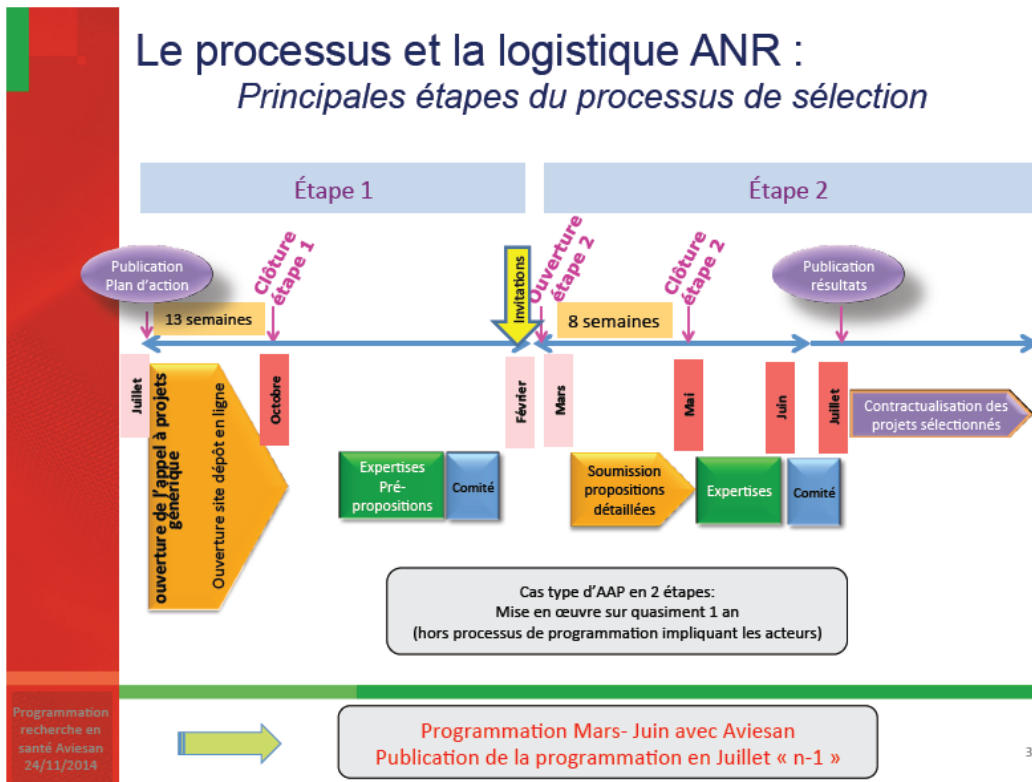 Le processus et la logistique ANR :
Principales étapes du processus de sélection
Étape 1
Étape 2
Publication
Plan d’action
Clôture
étape 1
Invitations
Ouverture
étape 2
Clôture
étape 2
Publication
résultats
13 semaines
8 semaines
Juillet
Octobre
Février
Mars
Mai
Juin
Juillet
Contractualisation des
projets sélectionnés
ouverture de l’appel à projets
générique
Ouverture site dépôt en ligne
Expertises
Pré-
propositions
Comité
Soumission
propositions
détaillées
Expertises
Comité
Cas type d’AAP en 2 étapes:
Mise en œuvre sur quasiment 1 an
(hors processus de programmation impliquant les acteurs)
Programmation
recherche en
santé Aviesan
24/11/2014
Programmation Mars- Juin avec Aviesan
Publication de la programmation en Juillet « n-1 »
3